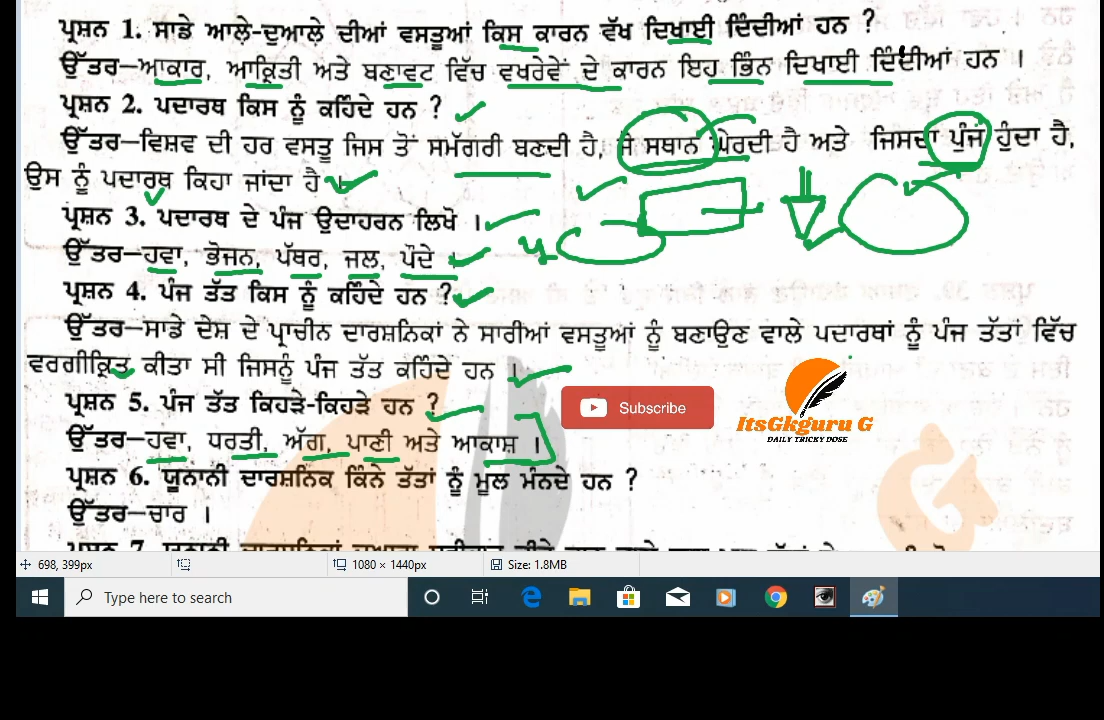 ਪ੍ਰਸ਼ਨ 1. ਸਾਡੇ ਆਲੇ-ਦੁਆਲੇ ਦੀਆਂ ਵਸਤੂਆਂ ਕਿਸ ਕਾਰਨ ਵੱਖ ਦਿਖਾਈ ਦਿੰਦੀਆਂ ਹਨ ?
ਉੱਤਰ—ਆਕਾਰ, ਆਕ੍ਰਿਤੀ ਅਤੇ ਬਣਾਵਟ ਵਿੱਚ ਵਖਰੇਵੇਂ ਦੇ ਕਾਰਨ ਇਹ ਭਿੰਨ ਦਿਖਾਈ ਦਿੰਦੀਆਂ ਹਨ ।
ਪ੍ਰਸ਼ਨ 2. ਪਦਾਰਥ ਕਿਸ ਨੂੰ ਕਹਿੰਦੇ ਹਨ ?
ਉੱਤਰ—ਵਿਸ਼ਵ ਦੀ ਹਰ ਵਸਤੂ ਜਿਸ ਤੋਂ ਸਮੱਗਰੀ ਬਣਦੀ ਹੈ, ਜੋ ਸਥਾਨ ਘੇਰਦੀ ਹੈ ਅਤੇ ਜਿਸਦਾ ਪੁੰਜ ਹੁੰਦਾ ਹੈ,
ਉਸ ਨੂੰ ਪਦਾਰਥ ਕਿਹਾ ਜਾਂਦਾ ਹੈ ।
ਪ੍ਰਸ਼ਨ 3. ਪਦਾਰਥ ਦੇ ਪੰਜ ਉਦਾਹਰਨ ਲਿਖੋ ।
ਉੱਤਰ—ਹਵਾ, ਭੋਜਨ, ਪੱਥਰ, ਜਲ, ਪੌਦੇ ।
ਪ੍ਰਸ਼ਨ 4. ਪੰਜ ਤੱਤ ਕਿਸ ਨੂੰ ਕਹਿੰਦੇ ਹਨ ?
ਉੱਤਰ—ਸਾਡੇ ਦੇਸ਼ ਦੇ ਪ੍ਰਾਚੀਨ ਦਾਰਸ਼ਨਿਕਾਂ ਨੇ ਸਾਰੀਆਂ ਵਸਤੂਆਂ ਨੂੰ ਬਣਾਉਣ ਵਾਲੇ ਪਦਾਰਥਾਂ ਨੂੰ ਪੰਜ ਤੱਤਾਂ ਵਿੱਚ
ਵਰਗੀਕ੍ਰਿਤ ਕੀਤਾ ਸੀ ਜਿਸਨੂੰ ਪੰਜ ਤੱਤ ਕਹਿੰਦੇ ਹਨ ।
ਪ੍ਰਸ਼ਨ 5. ਪੰਜ ਤੱਤ ਕਿਹੜੇ-ਕਿਹੜੇ ਹਨ ?
Subscribe
ItsGkguru G
DAILY TRICKY DOSE
ਉੱਤਰ—ਹਵਾ, ਧਰਤੀ, ਅੱਗ, ਪਾਣੀ ਅਤੇ ਆਕਾਸ਼ ।
ਪ੍ਰਸ਼ਨ 6. ਯੂਨਾਨੀ ਦਾਰਸ਼ਨਿਕ ਕਿੰਨੇ ਤੱਤਾਂ ਨੂੰ ਮੂਲ ਮੰਨਦੇ ਹਨ ?
ਉੱਤਰ—ਚਾਰ ।
698, 399px 1080 × 1440px Size: 1.8MB
Type here to search